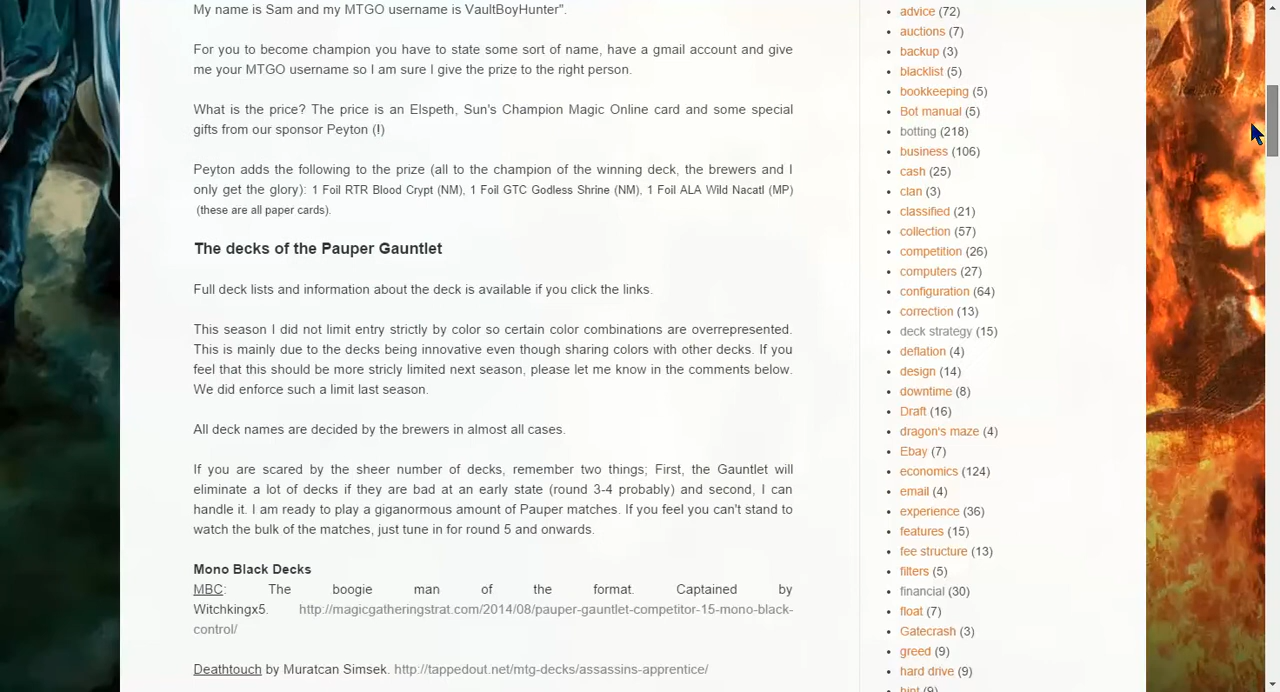 My name is Sam and my MTGO username is VaultBoyHunter".
For you to become champion you have to state some sort of name, have a gmail account and give
me your MTGO username so I am sure I give the prize to the right person.
What is the price? The price is an Elspeth, Sun's Champion Magic Online card and some special
gifts from our sponsor Peyton (!)
Peyton adds the following to the prize (all to the champion of the winning deck, the brewers and I
only get the glory): 1 Foil RTR Blood Crypt (NM), 1 Foil GTC Godless Shrine (NM), 1 Foil ALA Wild Nacatl (MP)
(these are all paper cards).
The decks of the Pauper Gauntlet
Full deck lists and information about the deck is available if you click the links.
This season I did not limit entry strictly by color so certain color combinations are overrepresented.
This is mainly due to the decks being innovative even though sharing colors with other decks. If you
feel that this should be more stricly limited next season, please let me know in the comments below.
We did enforce such a limit last season.
All deck names are decided by the brewers in almost all cases.
If you are scared by the sheer number of decks, remember two things; First, the Gauntlet will
eliminate a lot of decks if they are bad at an early state (round 3-4 probably) and second, I can
handle it. I am ready to play a giganormous amount of Pauper matches. If you feel you can't stand to
watch the bulk of the matches, just tune in for round 5 and onwards.
Mono Black Decks
MBC: The boogie man of the format. Captained by
Witchkingx5. http://magicgatheringstrat.com/2014/08/pauper-gauntlet-competitor-15-mono-black-
control/
Deathtouch by Muratcan Simsek. http://tappedout.net/mtg-decks/assassins-apprentice/
advice (72)
auctions (7)
backup (3)
blacklist (5)
bookkeeping (5)
Bot manual (5)
botting (218)
business (106)
cash (25)
clan (3)
classified (21)
collection (57)
competition (26)
computers (27)
configuration (64)
correction (13)
deck strategy (15)
deflation (4)
design (14)
downtime (8)
Draft (16)
dragon's maze (4)
Ebay (7)
economics (124)
email (4)
experience (36)
features (15)
fee structure (13)
filters (5)
financial (30)
float (7)
Gatecrash (3)
greed (9)
hard drive (9)
hint (9)